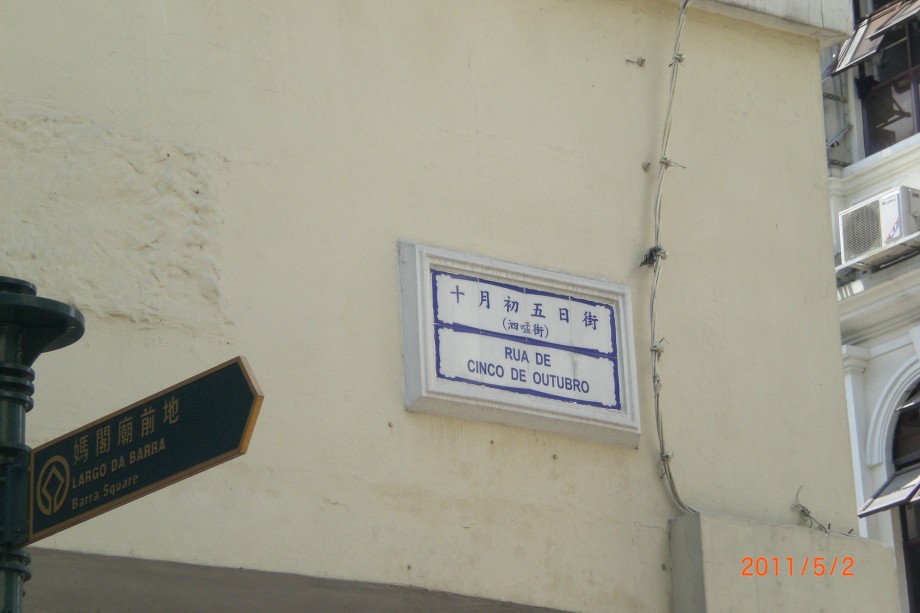 十月初五日街
(泗𠵼街)
RUA DE
CINCO DE OUTUBRO
媽閣廟前地
LARGO DA BARRA
Barra Square
2011/5/2